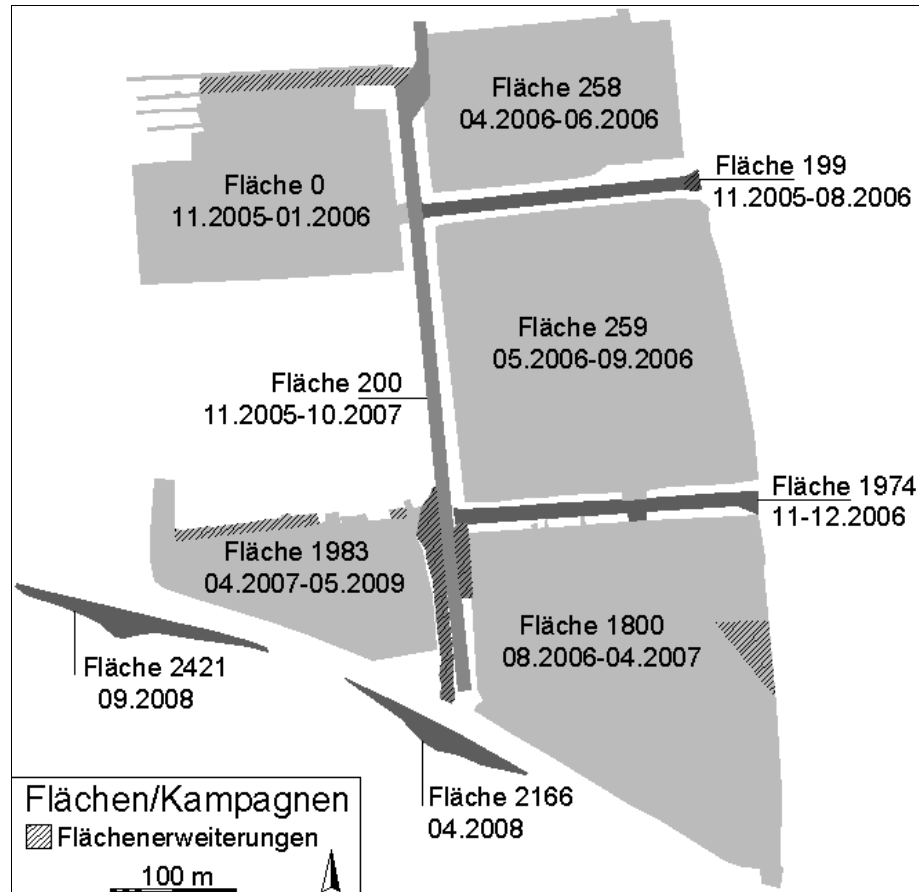 Fläche 258
04.2006-06.2006
Fläche 199
11.2005-08.2006
Fläche 0
11.2005-01.2006
Fläche 259
05.2006-09.2006
Fläche 200
11.2005-10.2007
Fläche 1974
11-12.2006
Fläche 1983
04.2007-05.2009
Fläche 1800
08.2006-04.2007
Fläche 2421
09.2008
Fläche 2166
04.2008
Flächen/Kampagnen
Flächenerweiterungen
100 m